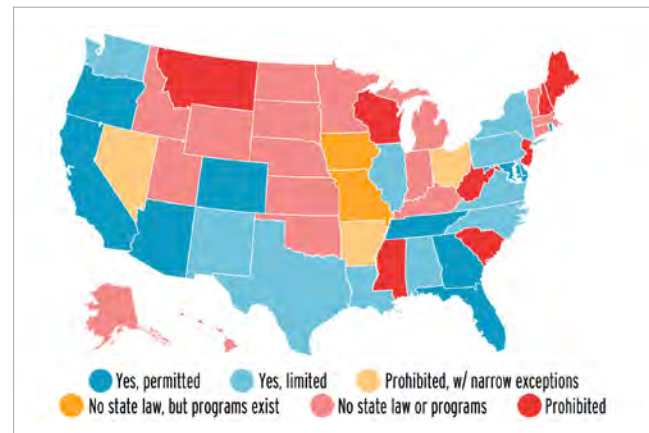 Yes, permitted Yes, limited Prohibited, w/ narrow exceptions
No state law, but programs exist No state law or programs Prohibited